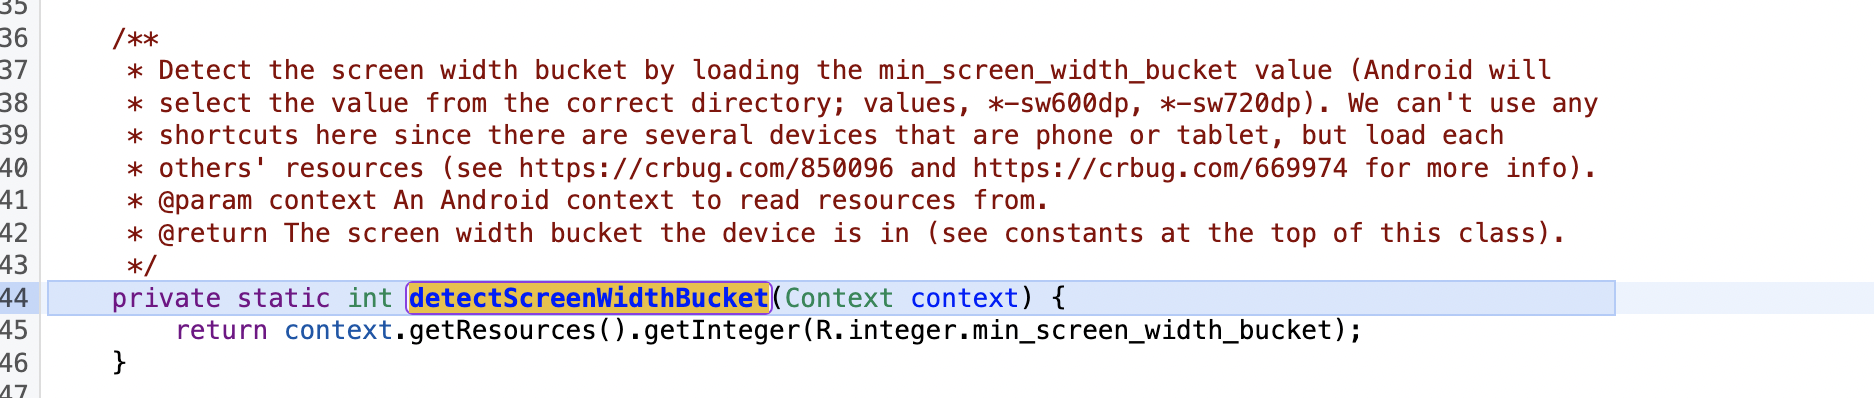 35
36 /**
37 * Detect the screen width bucket by loading the min_screen_width_bucket value (Android will
38 * select the value from the correct directory; values, *-sw600dp, *-sw720dp). We can't use any
39 * shortcuts here since there are several devices that are phone or tablet, but load each
40 * others' resources (see https://crbug.com/850096 and https://crbug.com/669974 for more info).
41 * @param context An Android context to read resources from.
42 * @return The screen width bucket the device is in (see constants at the top of this class).
43 */
44 private static int detectScreenWidthBucket(Context context) {
45 return context.getResources().getInteger(R.integer.min_screen_width_bucket);
46 }
47